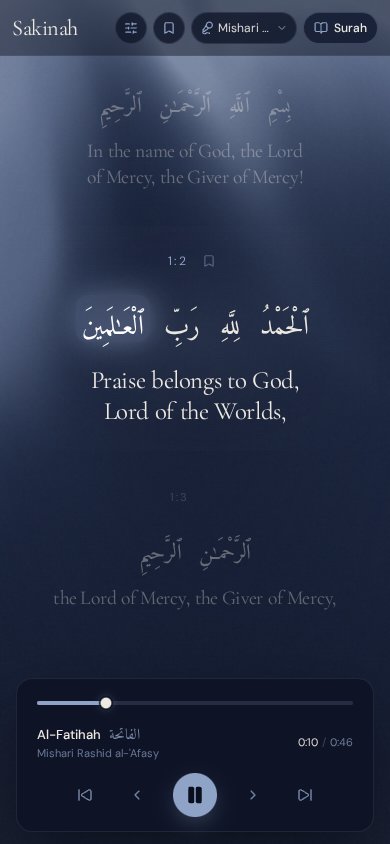 Sakinah
Mishari ...
Surah
بِسْمِ ٱللَّهِ ٱلرَّحْمَـٰنِ ٱلرَّحِيمِ
In the name of God, the Lord
of Mercy, the Giver of Mercy!
1:2
ٱلْحَمْدُ لِلَّهِ رَبِّ ٱلْعَـٰلَمِينَ
Praise belongs to God,
Lord of the Worlds,
1:3
ٱلرَّحْمَـٰنِ ٱلرَّحِيمِ
the Lord of Mercy, the Giver of Mercy,
Al-Fatihah الفاتحة
0:10 / 0:46
Mishari Rashid al-'Afasy